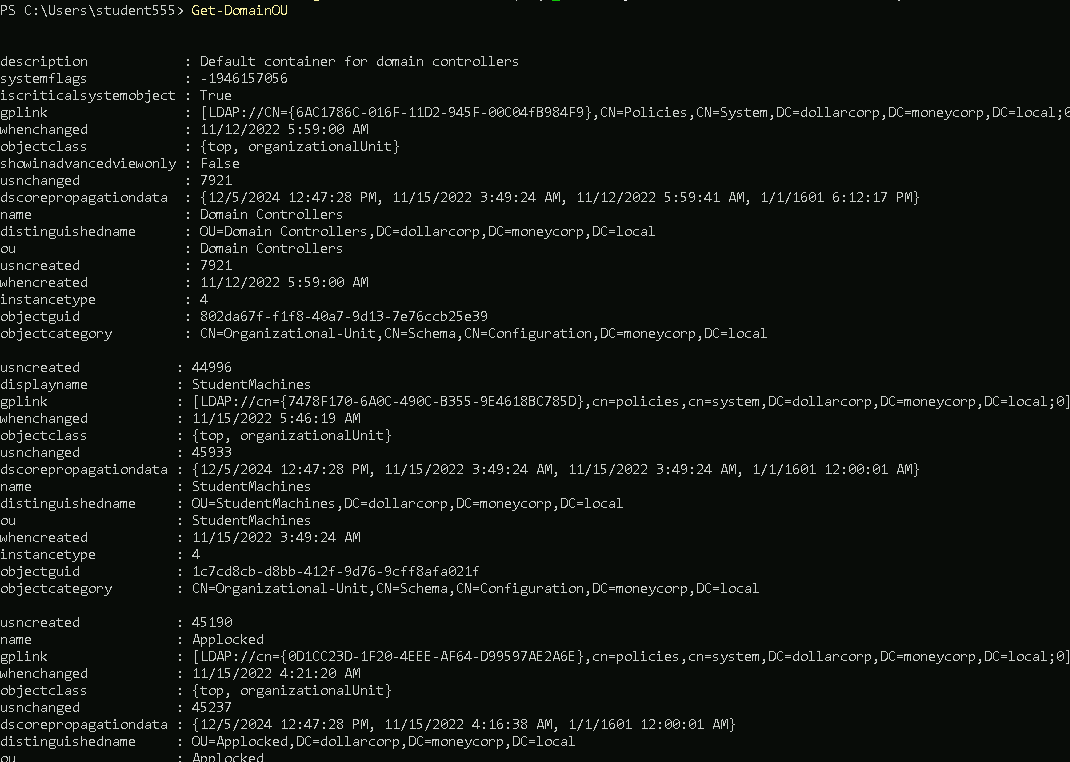 PS C:\Users\student555> Get-DomainOU
description : Default container for domain controllers
systemflags : -1946157056
iscriticalsystemobject : True
gplink : [LDAP://CN={6AC1786C-016F-11D2-945F-00C04fB984F9},CN=Policies,CN=System,DC=dollarcorp,DC=moneycorp,DC=local;0
whenchanged : 11/12/2022 5:59:00 AM
objectclass : {top, organizationalUnit}
showinadvancedviewonly : False
usnchanged : 7921
dscorepropagationdata : {12/5/2024 12:47:28 PM, 11/15/2022 3:49:24 AM, 11/12/2022 5:59:41 AM, 1/1/1601 6:12:17 PM}
name : Domain Controllers
distinguishedname : OU=Domain Controllers,DC=dollarcorp,DC=moneycorp,DC=local
ou : Domain Controllers
usncreated : 7921
whencreated : 11/12/2022 5:59:00 AM
instancetype : 4
objectguid : 802da67f-f1f8-40a7-9d13-7e76ccb25e39
objectcategory : CN=Organizational-Unit,CN=Schema,CN=Configuration,DC=moneycorp,DC=local
usncreated : 44996
displayname : StudentMachines
gplink : [LDAP://cn={7478F170-6A0C-490C-B355-9E4618BC785D},cn=policies,cn=system,DC=dollarcorp,DC=moneycorp,DC=local;0]
whenchanged : 11/15/2022 5:46:19 AM
objectclass : {top, organizationalUnit}
usnchanged : 45933
dscorepropagationdata : {12/5/2024 12:47:28 PM, 11/15/2022 3:49:24 AM, 11/15/2022 3:49:24 AM, 1/1/1601 12:00:01 AM}
name : StudentMachines
distinguishedname : OU=StudentMachines,DC=dollarcorp,DC=moneycorp,DC=local
ou : StudentMachines
whencreated : 11/15/2022 3:49:24 AM
instancetype : 4
objectguid : 1c7cd8cb-d8bb-412f-9d76-9cff8afa021f
objectcategory : CN=Organizational-Unit,CN=Schema,CN=Configuration,DC=moneycorp,DC=local
usncreated : 45190
name : Applocked
gplink : [LDAP://cn={0D1CC23D-1F20-4EEE-AF64-D99597AE2A6E},cn=policies,cn=system,DC=dollarcorp,DC=moneycorp,DC=local;0]
whenchanged : 11/15/2022 4:21:20 AM
objectclass : {top, organizationalUnit}
usnchanged : 45237
dscorepropagationdata : {12/5/2024 12:47:28 PM, 11/15/2022 4:16:38 AM, 1/1/1601 12:00:01 AM}
distinguishedname : OU=Applocked,DC=dollarcorp,DC=moneycorp,DC=local
ou : Applocked